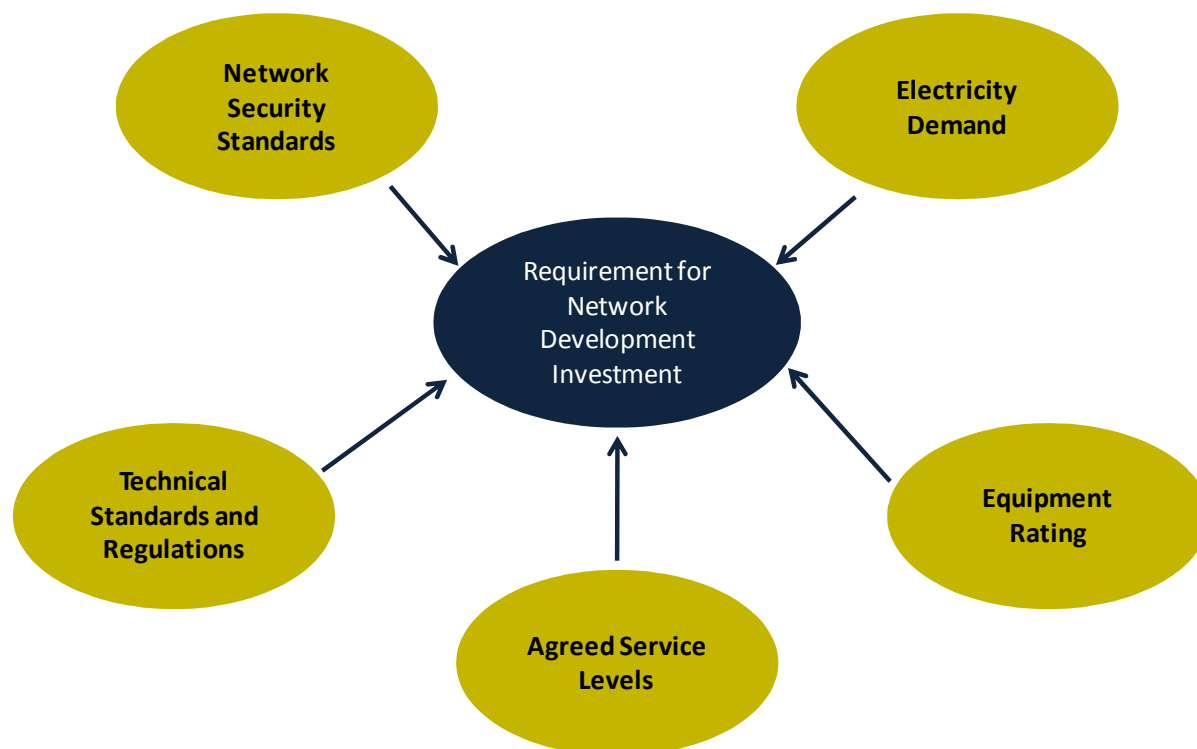 Network
Security
Standards
Electricity
Demand
Requirement for
Network
Development
Investment
Technical
Standards and
Regulations
Equipment
Rating
Agreed Service
Levels